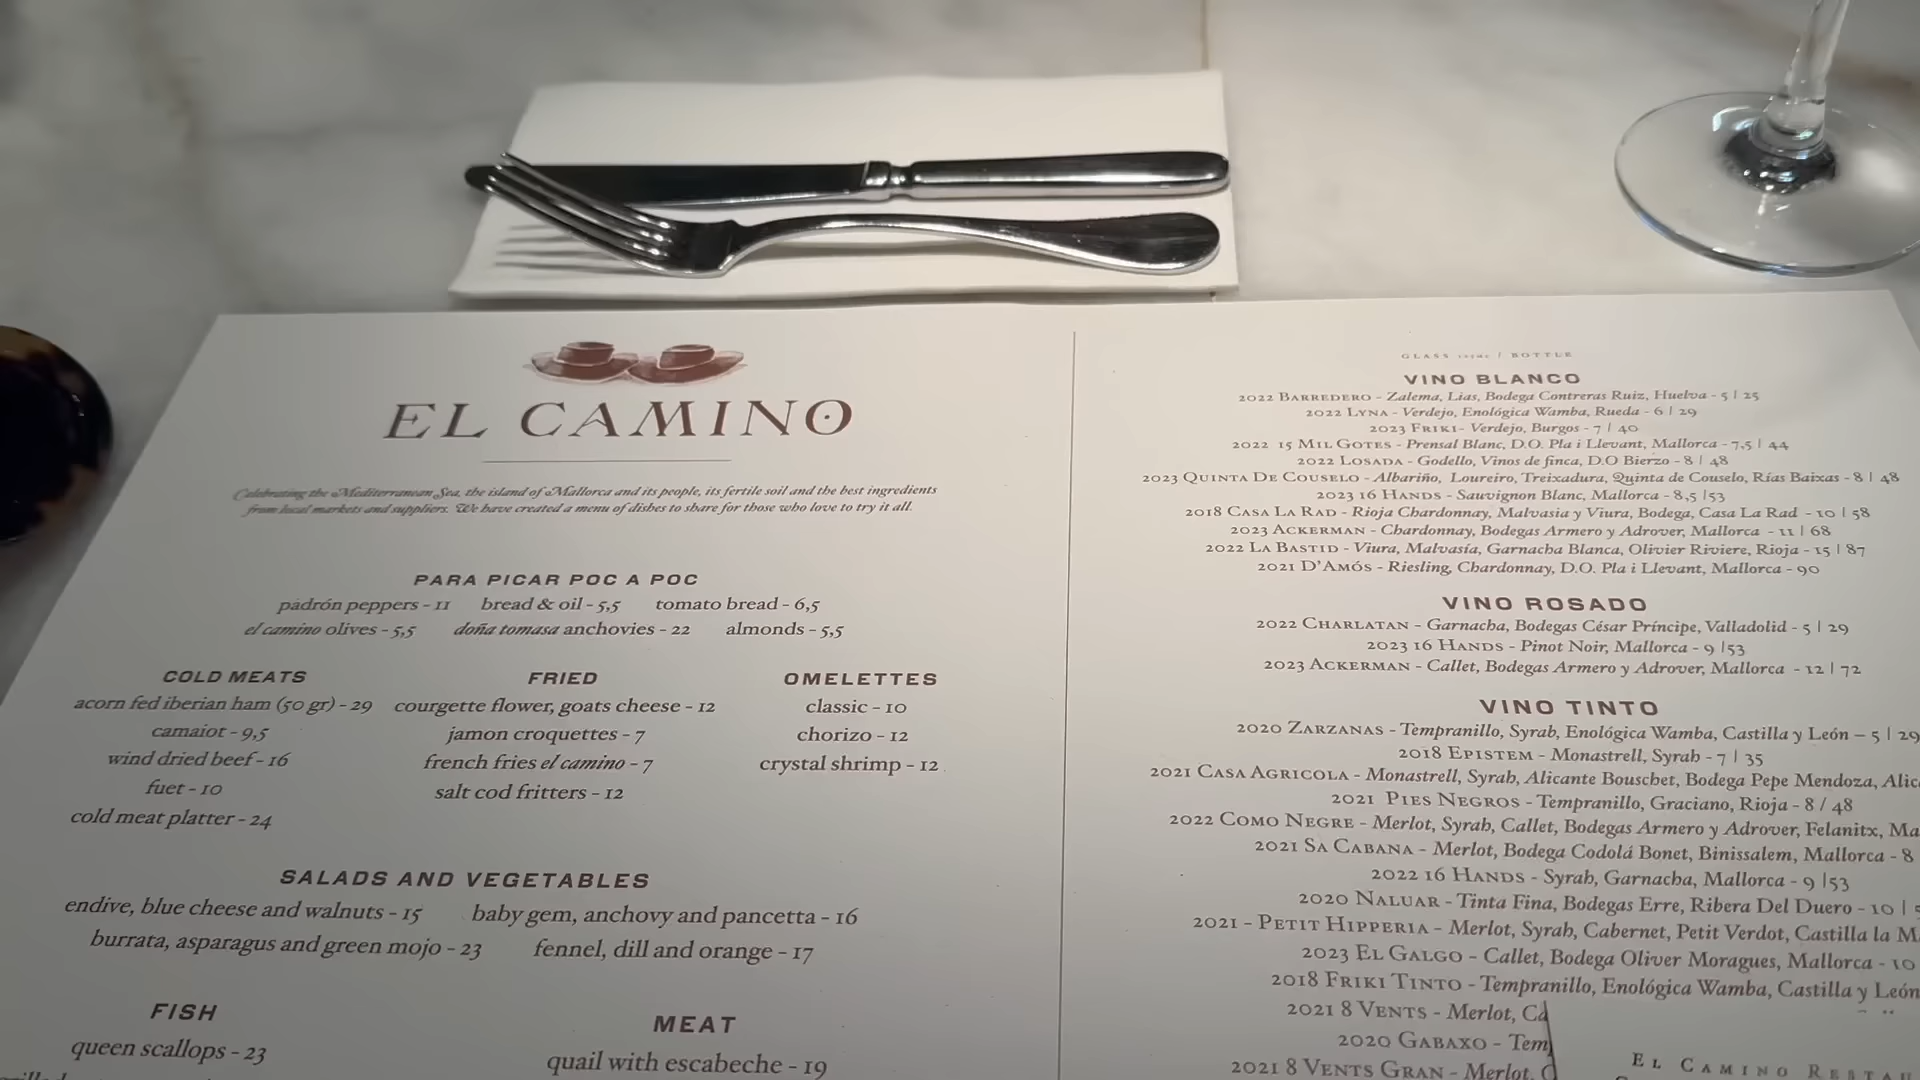 EL CAMINO
Celebrating the Mediterranean Sea, the island of Mallorca and its people, its fertile soil and the best ingredients
from local markets and suppliers. We have created a menu of dishes to share for those who love to try it all.
PARA PICAR POC A POC
padrón peppers - 11 bread & oil - 5,5 tomato bread - 6,5
el camino olives - 5,5 doña tomasa anchovies - 22 almonds - 5,5
COLD MEATS
acorn fed iberian ham (50 gr) - 29
camaiot - 9,5
wind dried beef - 16
fuet - 10
cold meat platter - 24
FRIED
courgette flower, goats cheese - 12
jamon croquettes - 7
french fries el camino - 7
salt cod fritters - 12
OMELETTES
classic - 10
chorizo - 12
crystal shrimp - 12
SALADS AND VEGETABLES
endive, blue cheese and walnuts - 15 baby gem, anchovy and pancetta - 16
burrata, asparagus and green mojo - 23 fennel, dill and orange - 17
FISH
queen scallops - 23
MEAT
quail with escabeche - 19
GLASS / BOTTLE
VINO BLANCO
2022 BARREDERO - Zalema, Lias, Bodega Contreras Ruiz, Huelva - 5 | 25
2022 LYNA - Verdejo, Enológica Wamba, Rueda - 6 | 29
2023 FRIKI- Verdejo, Burgos - 7 | 40
2022 15 MIL GOTES - Prensal Blanc, D.O. Pla i Llevant, Mallorca - 7,5 | 44
2022 LOSADA - Godello, Vinos de finca, D.O Bierzo - 8 | 48
2023 QUINTA DE COUSELO - Albariño, Loureiro, Treixadura, Quinta de Couselo, Rías Baixas - 8 | 48
2023 16 HANDS - Sauvignon Blanc, Mallorca - 8,5 |53
2018 CASA LA RAD - Rioja Chardonnay, Malvasia y Viura, Bodega, Casa La Rad - 10 | 58
2023 ACKERMAN - Chardonnay, Bodegas Armero y Adrover, Mallorca - 11 | 68
2022 LA BASTID - Viura, Malvasía, Garnacha Blanca, Olivier Riviere, Rioja - 15 | 87
2021 D'AMÓS - Riesling, Chardonnay, D.O. Pla i Llevant, Mallorca - 90
VINO ROSADO
2022 CHARLATAN - Garnacha, Bodegas César Príncipe, Valladolid - 5 | 29
2023 16 HANDS - Pinot Noir, Mallorca - 9 |53
2023 ACKERMAN - Callet, Bodegas Armero y Adrover, Mallorca - 12 | 72
VINO TINTO
2020 ZARZANAS - Tempranillo, Syrah, Enológica Wamba, Castilla y León – 5 | 29
2018 EPISTEM - Monastrell, Syrah - 7 | 35
2021 CASA AGRICOLA - Monastrell, Syrah, Alicante Bouschet, Bodega Pepe Mendoza, Alic
2021 PIES NEGROS - Tempranillo, Graciano, Rioja - 8 / 48
2022 COMO NEGRE - Merlot, Syrah, Callet, Bodegas Armero y Adrover, Felanitx, Ma
2021 SA CABANA - Merlot, Bodega Codolá Bonet, Binissalem, Mallorca - 8
2022 16 HANDS - Syrah, Garnacha, Mallorca - 9 |53
2020 NALUAR - Tinta Fina, Bodegas Erre, Ribera Del Duero - 10 |
2021 - PETIT HIPPERIA - Merlot, Syrah, Cabernet, Petit Verdot, Castilla la M
2023 EL GALGO - Callet, Bodega Oliver Moragues, Mallorca - 10
2018 FRIKI TINTO - Tempranillo, Enológica Wamba, Castilla y León
2021 8 VENTS - Merlot, Ca
2020 GABAXO - Tem
2021 8 VENTS GRAN - Merlot,
EL CAMINO RESTAU